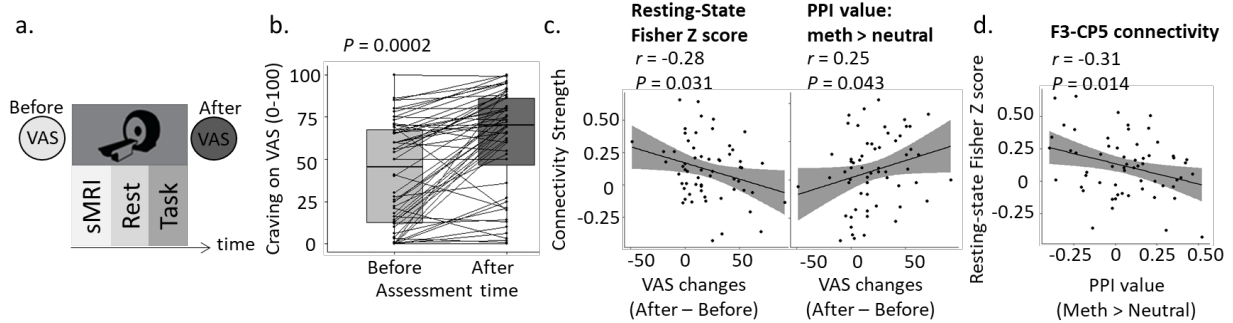 a.
Before
VAS
After
VAS
sMRI
Rest
Task
time
b.
P = 0.0002
Craving on VAS (0-100)
100
75
50
25
0
Before
After
Assessment time
c.
Resting-State
Fisher Z score
r = -0.28
P = 0.031
PPI value:
meth > neutral
r = 0.25
P = 0.043
Connectivity Strength
0.50
0.25
0
-0.25
-50
0
50
VAS changes
(After – Before)
-50
0
50
VAS changes
(After – Before)
d.
F3-CP5 connectivity
r = -0.31
P = 0.014
Resting-state Fisher Z score
0.50
0.25
0
-0.25
-0.25
0
0.25
0.50
PPI value
(Meth > Neutral)